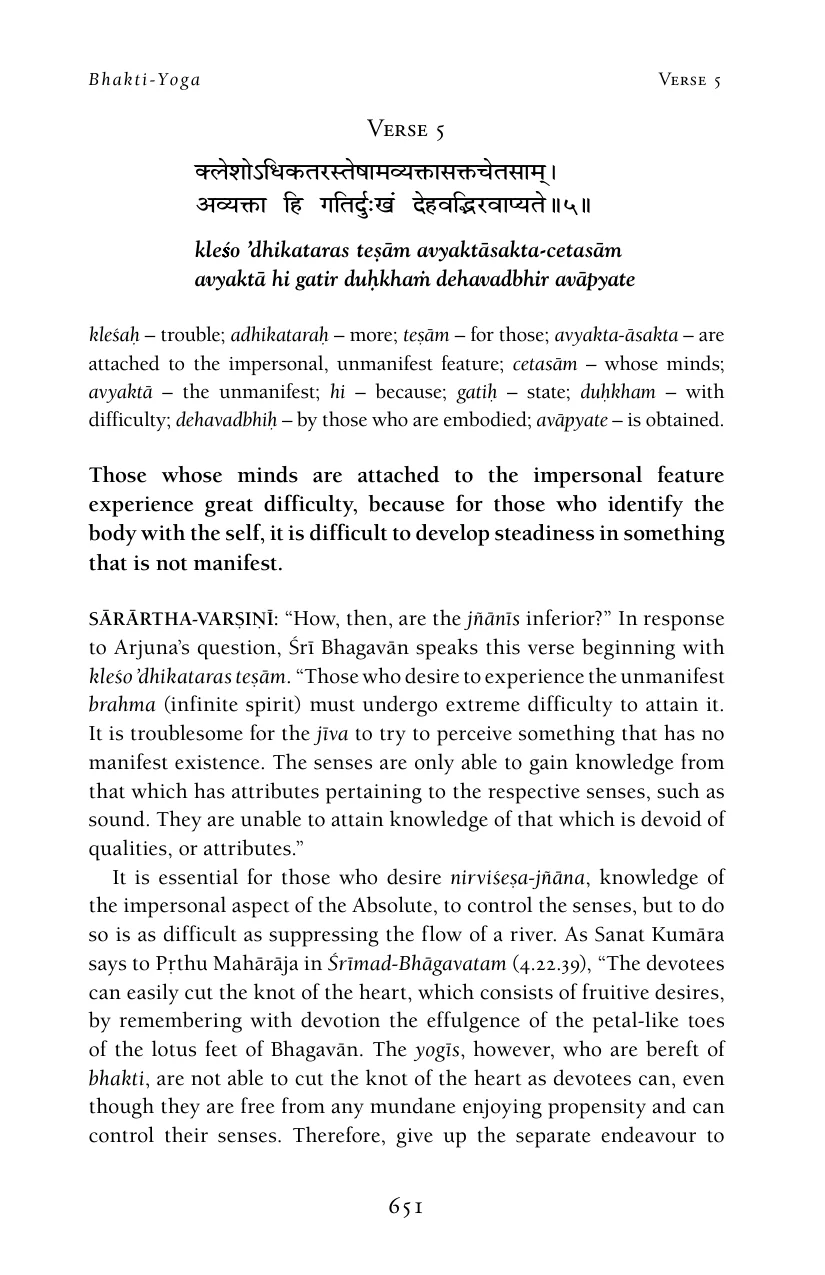 Bhakti-Yoga Verse 5
Verse 5
क्लेशोऽधिकतरस्तेषामव्यक्तासक्तचेतसाम्।
अव्यक्ता हि गतिर्दुःखं देहवद्भिरवाप्यते॥५॥
kleśo ’dhikataras teṣām avyaktāsakta-cetasām
avyaktā hi gatir duḥkhaṁ dehavadbhir avāpyate
kleśaḥ – trouble; adhikataraḥ – more; teṣām – for those; avyakta-āsakta – are
attached to the impersonal, unmanifest feature; cetasām – whose minds;
avyaktā – the unmanifest; hi – because; gatiḥ – state; duḥkham – with
difficulty; dehavadbhiḥ – by those who are embodied; avāpyate – is obtained.
Those whose minds are attached to the impersonal feature
experience great difficulty, because for those who identify the
body with the self, it is difficult to develop steadiness in something
that is not manifest.
SĀRĀRTHA-VARṢIṆĪ: “How, then, are the jñānīs inferior?” In response
to Arjuna’s question, Śrī Bhagavān speaks this verse beginning with
kleśo ’dhikataras teṣām. “Those who desire to experience the unmanifest
brahma (infinite spirit) must undergo extreme difficulty to attain it.
It is troublesome for the jīva to try to perceive something that has no
manifest existence. The senses are only able to gain knowledge from
that which has attributes pertaining to the respective senses, such as
sound. They are unable to attain knowledge of that which is devoid of
qualities, or attributes.”
It is essential for those who desire nirviśeṣa-jñāna, knowledge of
the impersonal aspect of the Absolute, to control the senses, but to do
so is as difficult as suppressing the flow of a river. As Sanat Kumāra
says to Pṛthu Mahārāja in Śrīmad-Bhāgavatam (4.22.39), “The devotees
can easily cut the knot of the heart, which consists of fruitive desires,
by remembering with devotion the effulgence of the petal-like toes
of the lotus feet of Bhagavān. The yogīs, however, who are bereft of
bhakti, are not able to cut the knot of the heart as devotees can, even
though they are free from any mundane enjoying propensity and can
control their senses. Therefore, give up the separate endeavour to
651